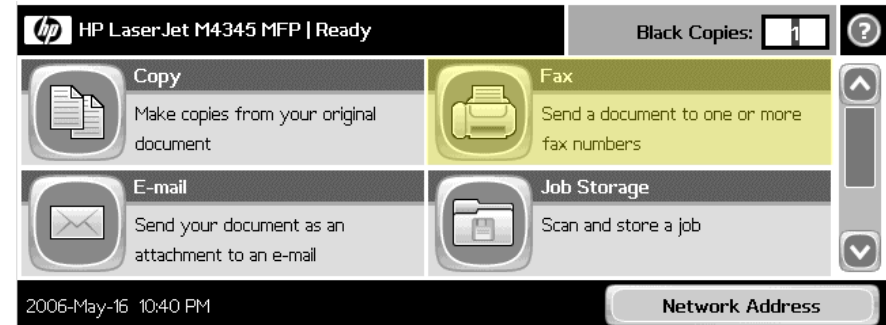 hp HP LaserJet M4345 MFP | Ready
Black Copies: 1
?
Copy
Make copies from your original
document
Fax
Send a document to one or more
fax numbers
E-mail
Send your document as an
attachment to an e-mail
Job Storage
Scan and store a job
2006-May-16 10:40 PM
Network Address